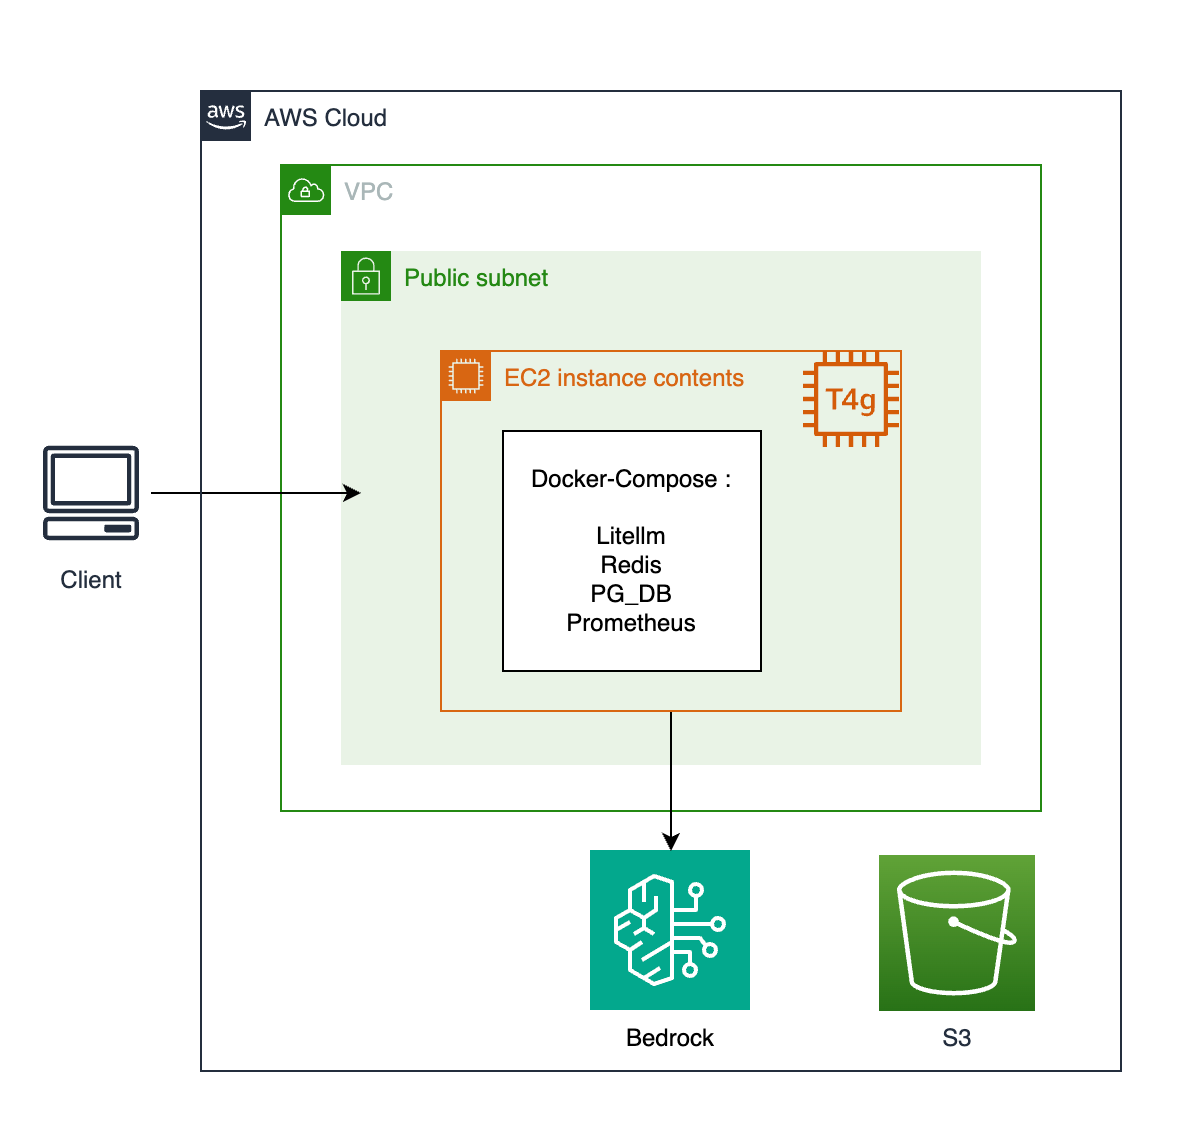 aws
AWS Cloud
VPC
Public subnet
EC2 instance contents
T4g
Docker-Compose :
Litellm
Redis
PG_DB
Prometheus
Client
Bedrock
S3